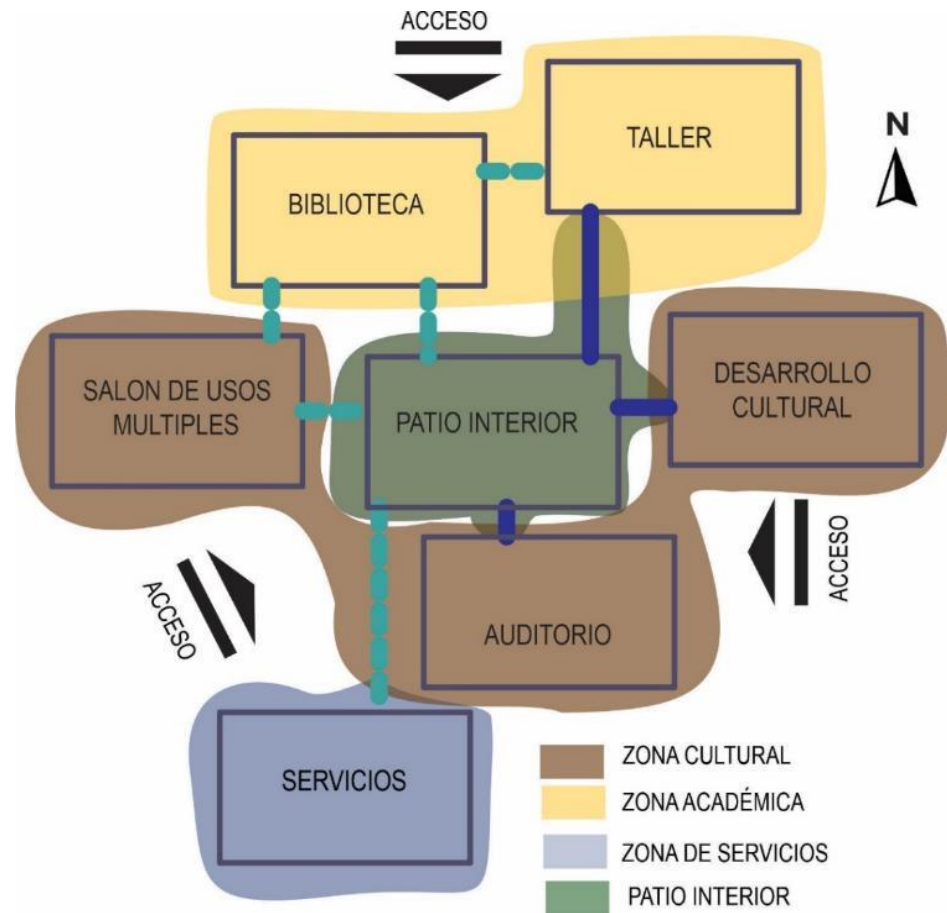 ACCESO
TALLER
N
BIBLIOTECA
SALON DE USOS
MULTIPLES
PATIO INTERIOR
DESARROLLO
CULTURAL
ACCESO
ACCESO
AUDITORIO
SERVICIOS
ZONA CULTURAL
ZONA ACADÉMICA
ZONA DE SERVICIOS
PATIO INTERIOR